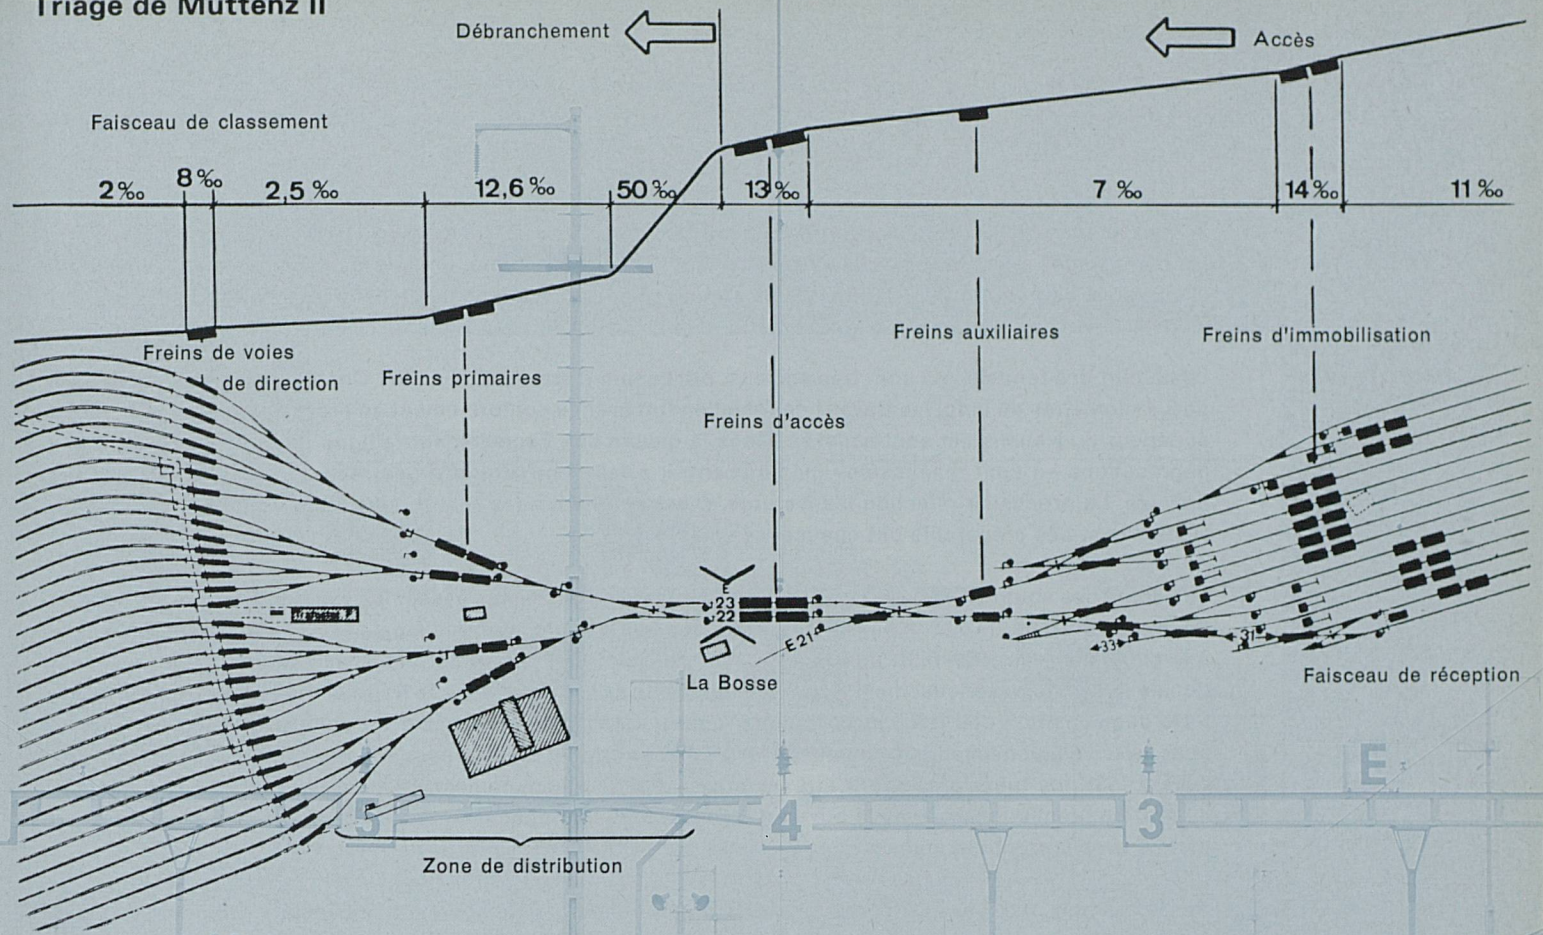 Triage de Muttenz II
Débranchement
Accès
Faisceau de classement
2‰ 8‰ 2,5‰ 12,6‰ 50‰ 13‰ 7‰ 14‰ 11‰
Freins de voies
de direction
Freins primaires
Freins auxiliaires
Freins d'immobilisation
Freins d'accès
E
23
22
E21
33
31
La Bosse
Faisceau de réception
Zone de distribution
5
4
3
E